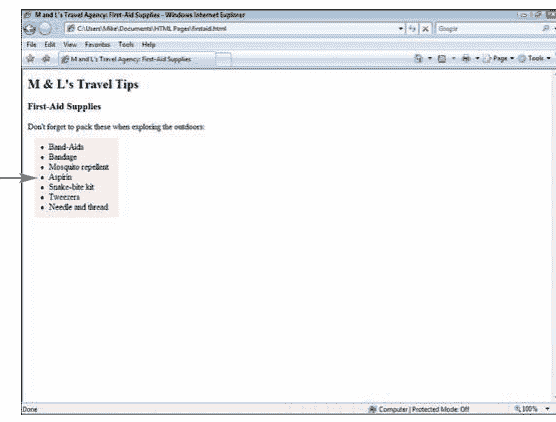 M and L's Travel Agency: First-Aid Supplies - Windows Internet Explorer
C:\Users\Mike\Documents\HTML Pages\firstaid.html
Google
File Edit View Favorites Tools Help
M and L's Travel Agency: First-Aid Supplies
Page Tools
M & L's Travel Tips
First-Aid Supplies
Don't forget to pack these when exploring the outdoors:
Band-Aids
Bandage
Mosquito repellent
Aspirin
Snake-bite kit
Tweezers
Needle and thread
Done Computer | Protected Mode: Off 100%